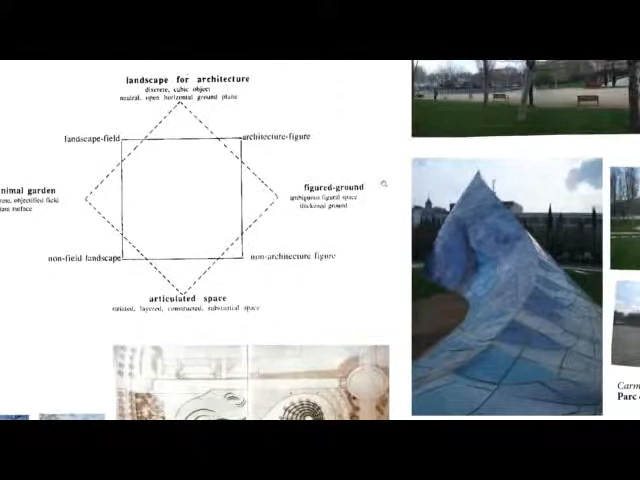 landscape for architecture
discrete, cubic object
neutral, open horizontal ground plane
landscape-field
architecture-figure
nimal garden
figured-ground
ambiguous figural space
thickened ground
non-field landscape
non-architecture figure
articulated space
layered, constructed, substantial space
Carm
Parc